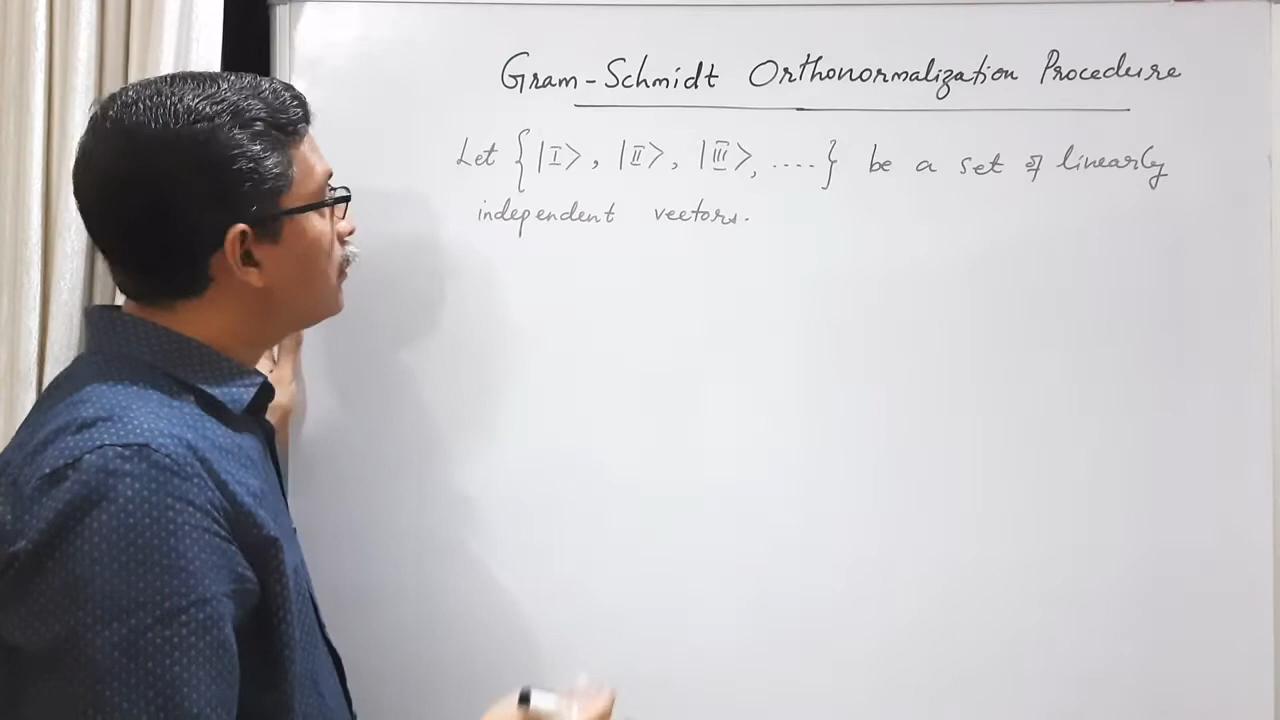 Gram-Schmidt Orthonormalization Procedure
Let {|I>, |II>, |III>, ....} be a set of linearly
independent vectors.